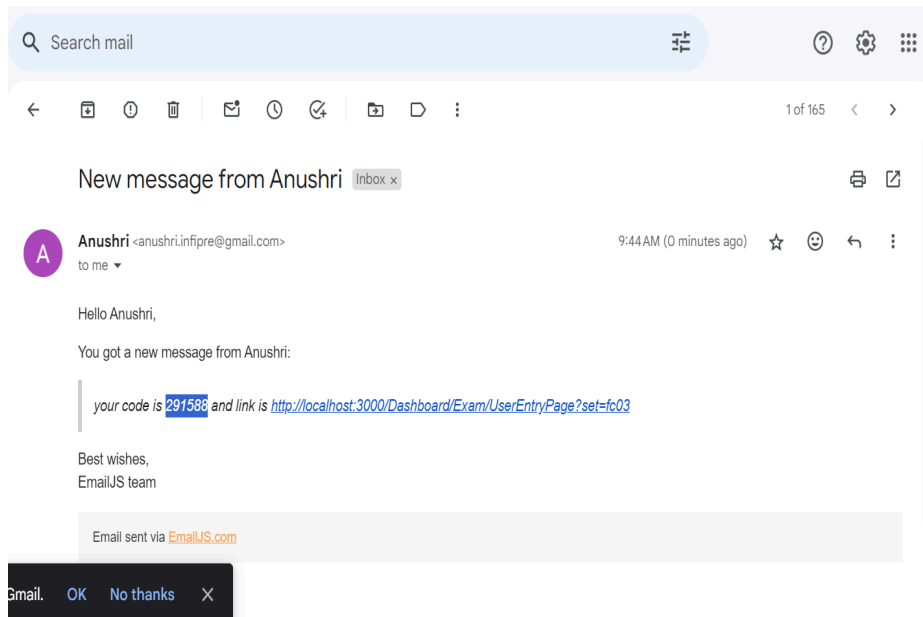 Search mail
1 of 165
New message from Anushri Inbox x
Anushri <anushri.infipre@gmail.com> 9:44 AM (0 minutes ago)
to me
A
Hello Anushri,
You got a new message from Anushri:
your code is 291588 and link is http://localhost:3000/Dashboard/Exam/UserEntryPage?set=fc03
Best wishes,
EmailJS team
Email sent via EmailJS.com
Gmail. OK No thanks X